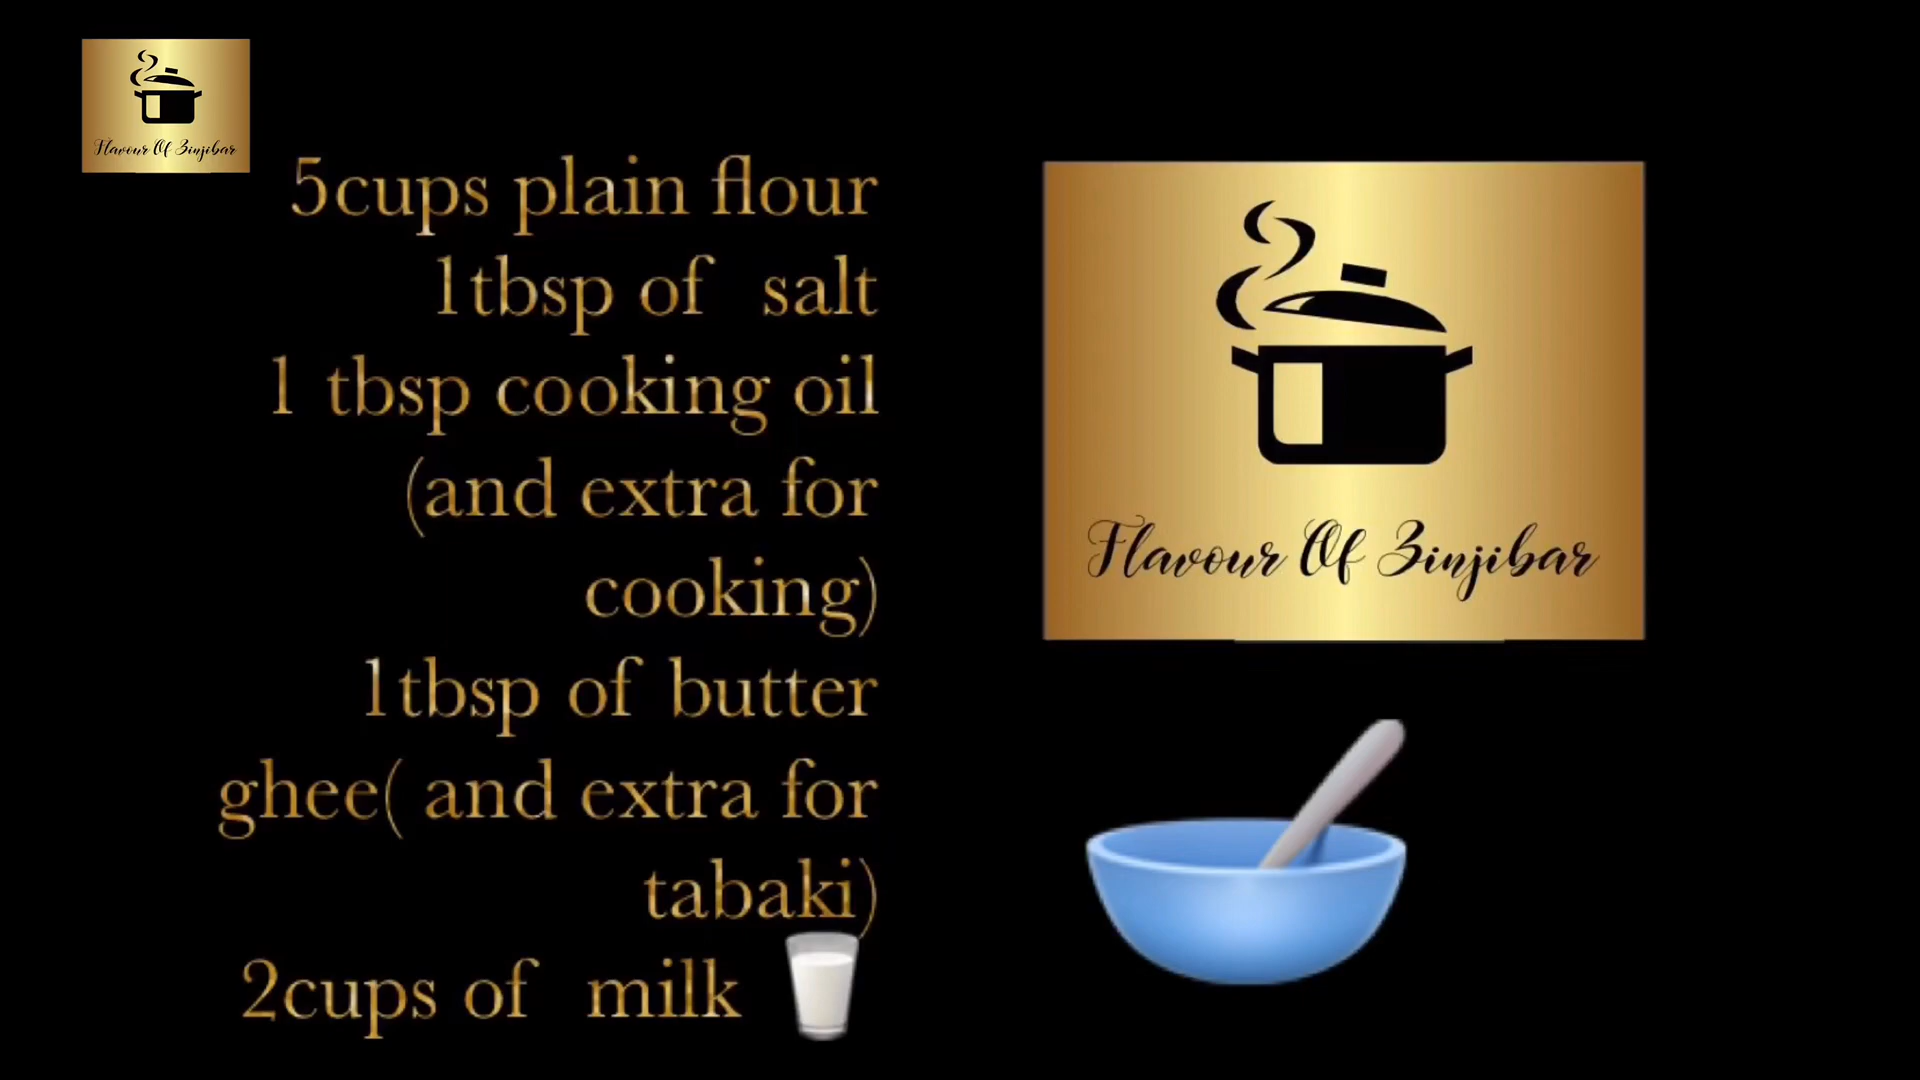 Flavour Of Zinjibar
5cups plain flour
1tbsp of salt
1 tbsp cooking oil
(and extra for
cooking)
1tbsp of butter
ghee( and extra for
tabaki)
2cups of milk
Flavour Of Zinjibar